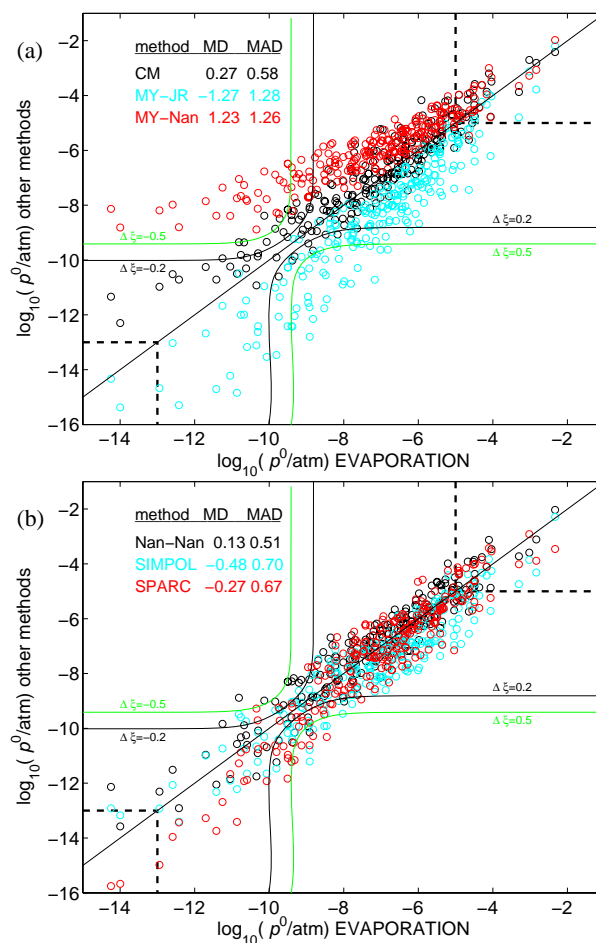 (a)
method MD MAD
CM 0.27 0.58
MY−JR −1.27 1.28
MY−Nan 1.23 1.26
−2
−4
−6
−8
−10
−12
−14
−16
log10( p0/atm) other methods
Δ ξ=−0.5
Δ ξ=−0.2
Δ ξ=0.2
Δ ξ=0.5
−14 −12 −10 −8 −6 −4 −2
log10( p0/atm) EVAPORATION
(b)
method MD MAD
Nan−Nan 0.13 0.51
SIMPOL −0.48 0.70
SPARC −0.27 0.67
−2
−4
−6
−8
−10
−12
−14
−16
log10( p0/atm) other methods
Δ ξ=−0.5
Δ ξ=−0.2
Δ ξ=0.2
Δ ξ=0.5
−14 −12 −10 −8 −6 −4 −2
log10( p0/atm) EVAPORATION